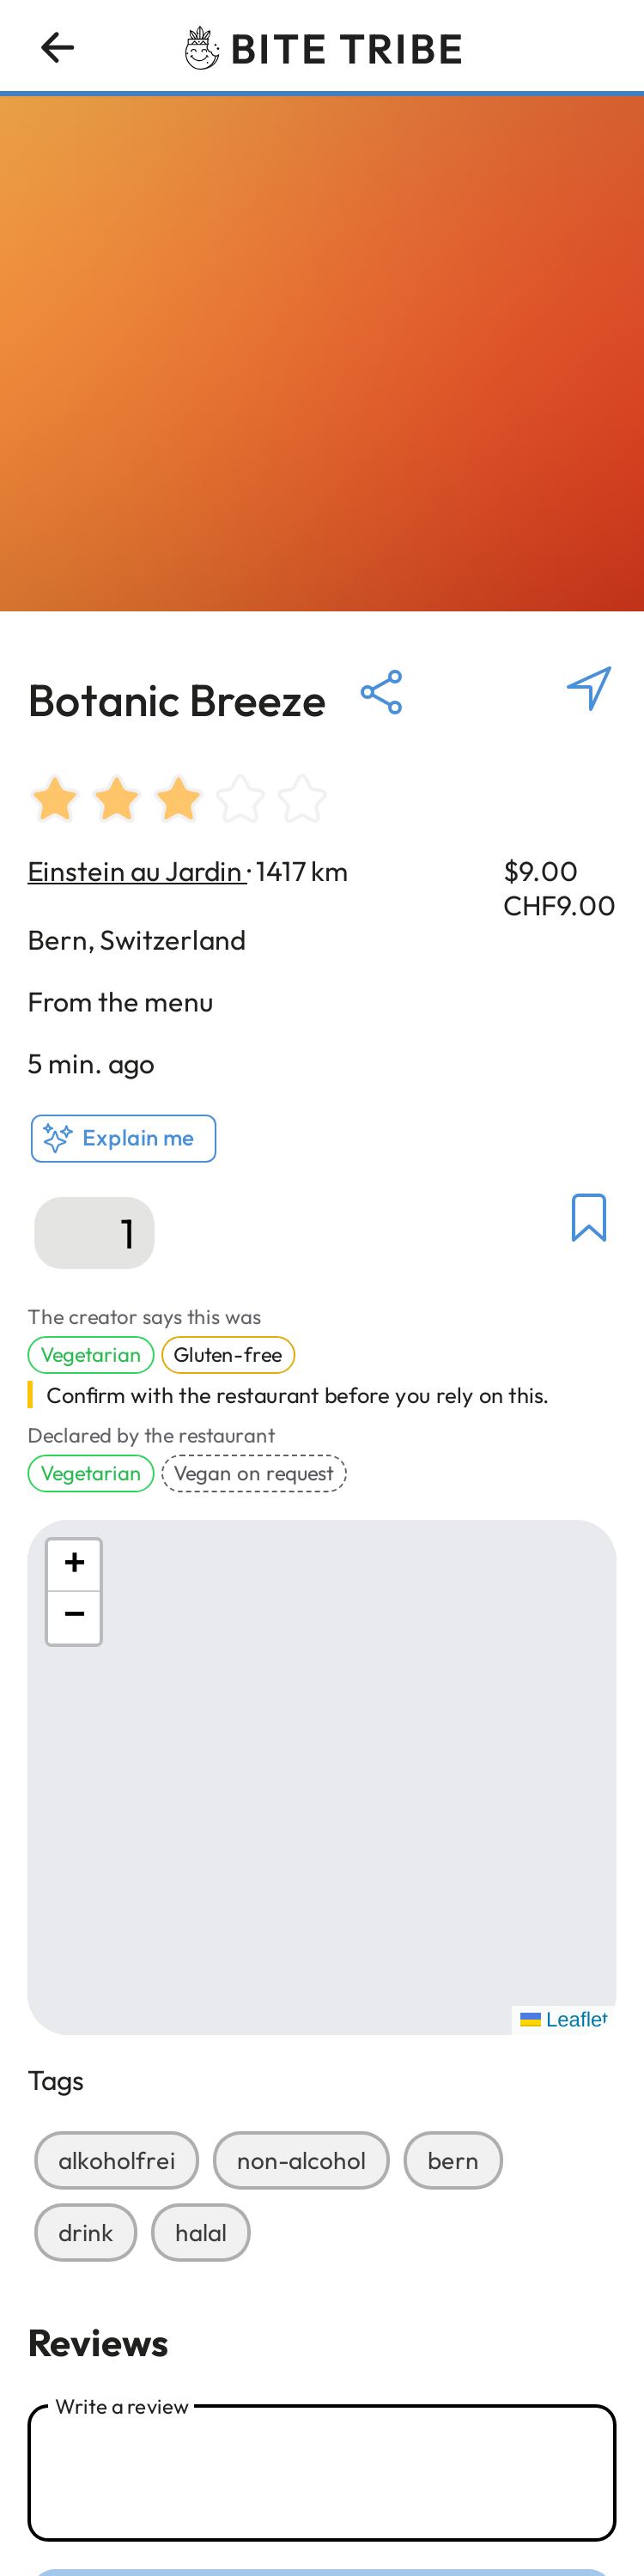 BITE TRIBE
Botanic Breeze
Einstein au Jardin · 1417 km
$9.00
CHF9.00
Bern, Switzerland
From the menu
5 min. ago
Explain me
1
The creator says this was
Vegetarian
Gluten-free
Confirm with the restaurant before you rely on this.
Declared by the restaurant
Vegetarian
Vegan on request
+
−
Leaflet
Tags
alkoholfrei
non-alcohol
bern
drink
halal
Reviews
Write a review